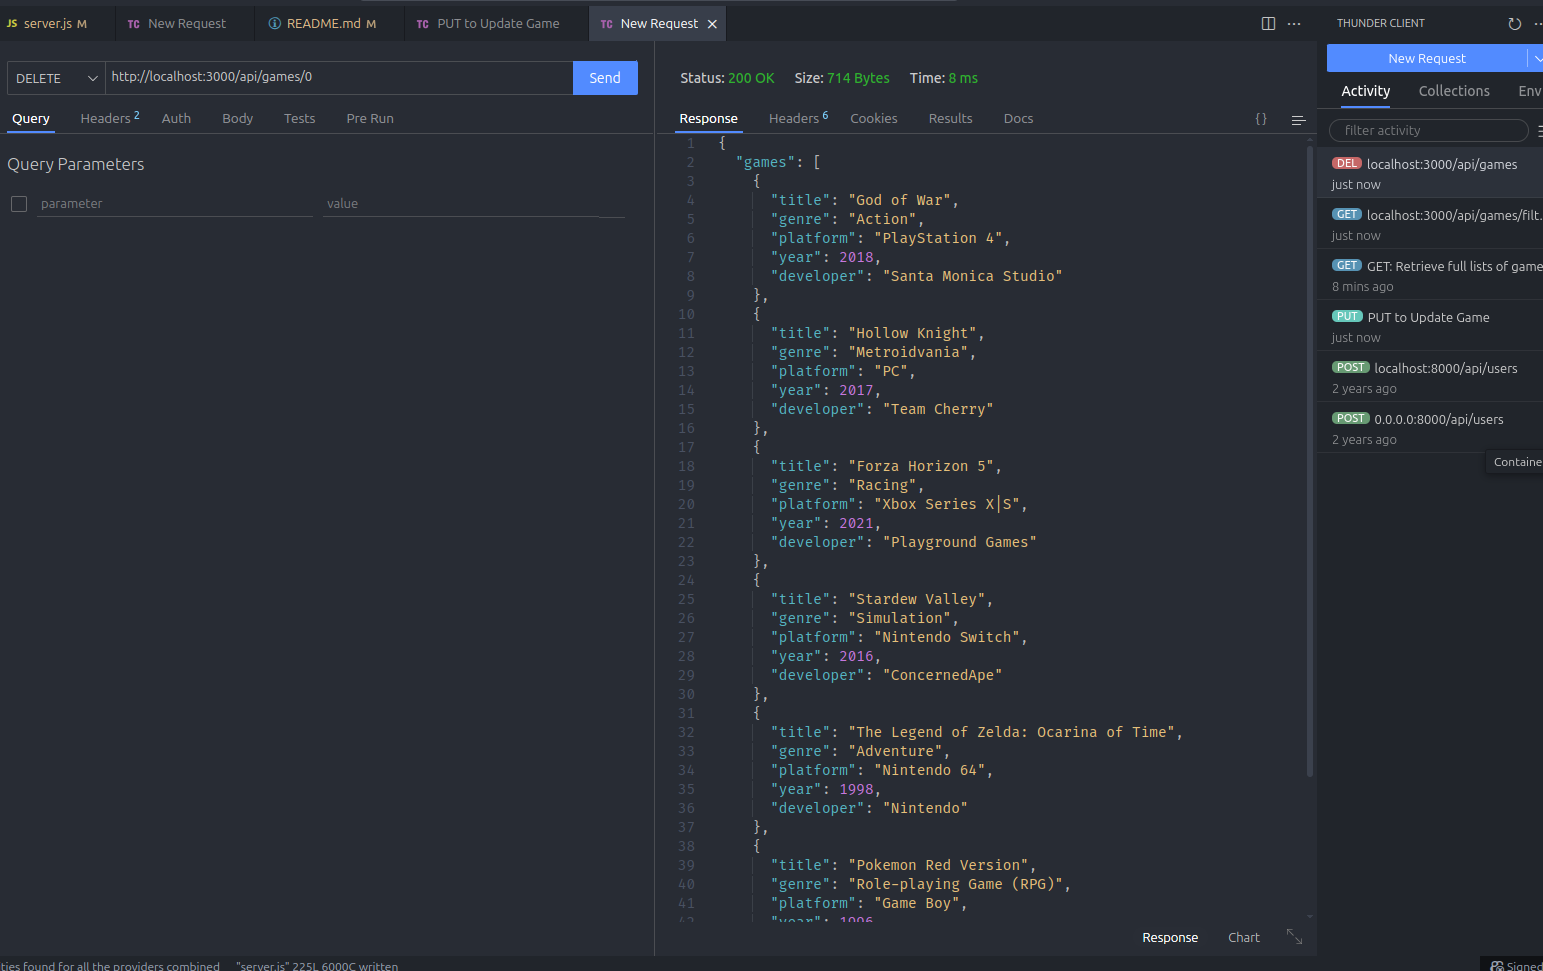 JS server.js M
TC New Request
README.md M
TC PUT to Update Game
TC New Request
THUNDER CLIENT
DELETE
http://localhost:3000/api/games/0
Send
Query
Headers 2
Auth
Body
Tests
Pre Run
Query Parameters
parameter
value
Status: 200 OK Size: 714 Bytes Time: 8 ms
Response
Headers 6
Cookies
Results
Docs
{}
1 {
2 "games": [
3 {
4 "title": "God of War",
5 "genre": "Action",
6 "platform": "PlayStation 4",
7 "year": 2018,
8 "developer": "Santa Monica Studio"
9 },
10 {
11 "title": "Hollow Knight",
12 "genre": "Metroidvania",
13 "platform": "PC",
14 "year": 2017,
15 "developer": "Team Cherry"
16 },
17 {
18 "title": "Forza Horizon 5",
19 "genre": "Racing",
20 "platform": "Xbox Series X|S",
21 "year": 2021,
22 "developer": "Playground Games"
23 },
24 {
25 "title": "Stardew Valley",
26 "genre": "Simulation",
27 "platform": "Nintendo Switch",
28 "year": 2016,
29 "developer": "ConcernedApe"
30 },
31 {
32 "title": "The Legend of Zelda: Ocarina of Time",
33 "genre": "Adventure",
34 "platform": "Nintendo 64",
35 "year": 1998,
36 "developer": "Nintendo"
37 },
38 {
39 "title": "Pokemon Red Version",
40 "genre": "Role-playing Game (RPG)",
41 "platform": "Game Boy",
42 "year": 1996
Response
Chart
New Request
Activity
Collections
Env
filter activity
DEL localhost:3000/api/games
just now
GET localhost:3000/api/games/filt.
just now
GET GET: Retrieve full lists of game
8 mins ago
PUT PUT to Update Game
just now
POST localhost:8000/api/users
2 years ago
POST 0.0.0.0:8000/api/users
2 years ago
Containe
ties found for all the providers combined
"server.js" 225L 6000C written
Signed